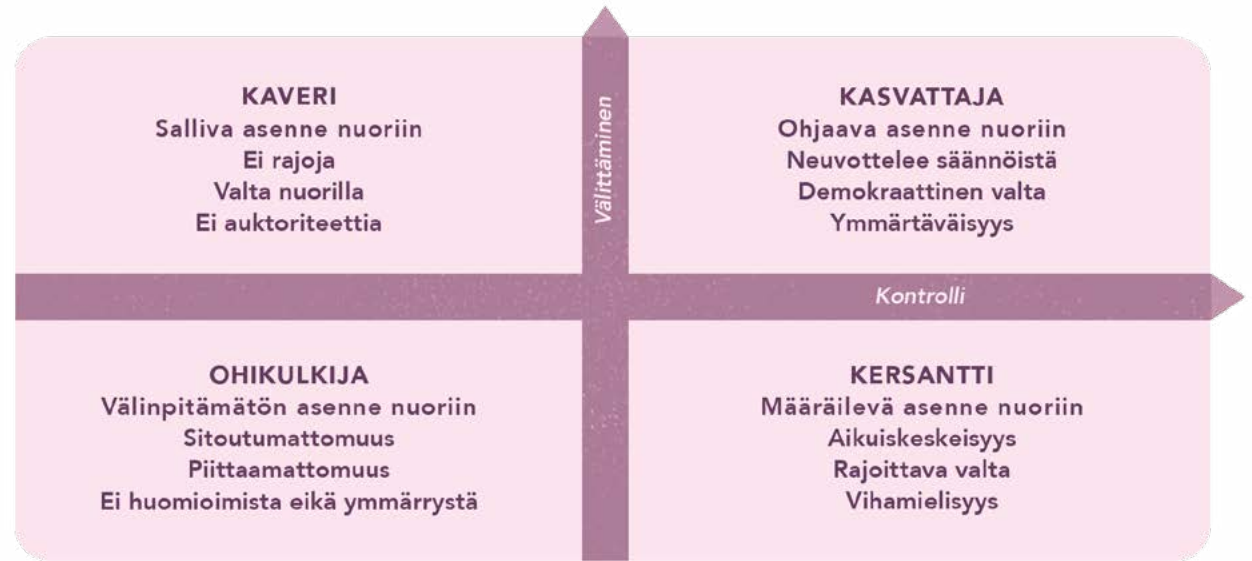 KAVERI
Salliva asenne nuoriin
Ei rajoja
Valta nuorilla
Ei auktoriteettia
Välittäminen
KASVATTAJA
Ohjaava asenne nuoriin
Neuvottelee säännöistä
Demokraattinen valta
Ymmärtäväisyys
Kontrolli
OHIKULKIJA
Välinpitämätön asenne nuoriin
Sitoutumattomuus
Piittaamattomuus
Ei huomioimista eikä ymmärrystä
KERSANTTI
Määräilevä asenne nuoriin
Aikuiskeskeisyys
Rajoittava valta
Vihamielisyys